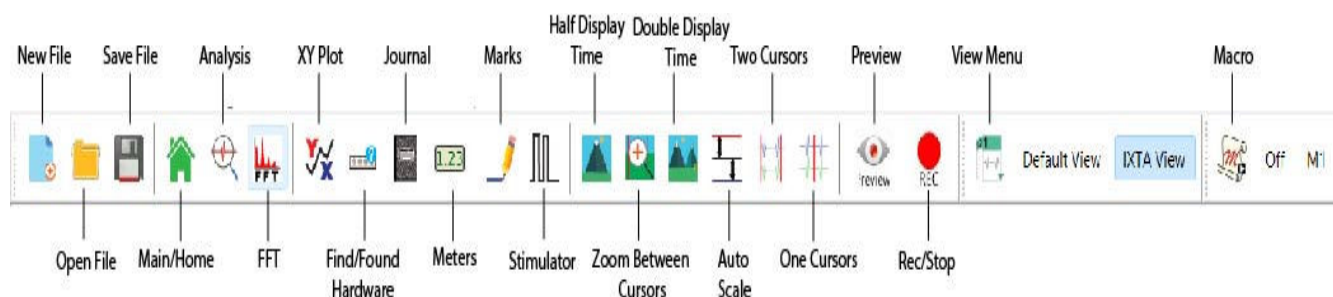 Half Display Double Display
New File Save File Analysis XY Plot Journal Marks Time Time Two Cursors Preview View Menu Macro
FFT Y X 1.23 Preview REC Default View IXTA View Off M1
Open File Main/Home FFT Find/Found Meters Stimulator Zoom Between Auto One Cursors Rec/Stop
Hardware Cursors Scale